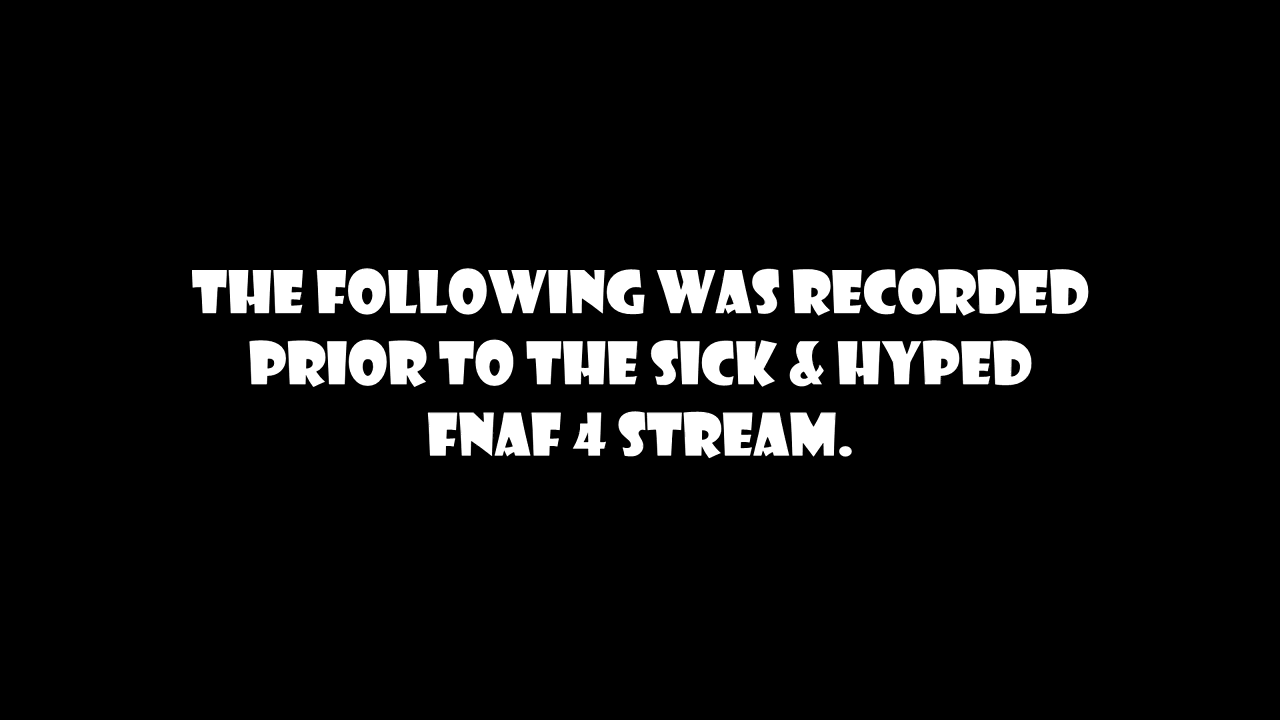 THE FOLLOWING WAS RECORDED
PRIOR TO THE SICK & HYPED
FNAF 4 STREAM.